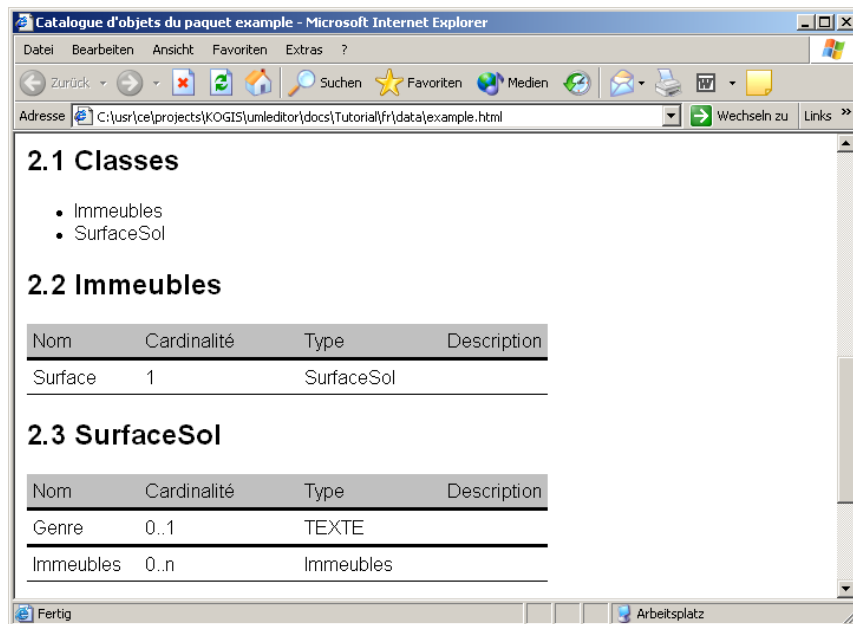 Catalogue d'objets du paquet example - Microsoft Internet Explorer
Datei Bearbeiten Ansicht Favoriten Extras ?
Zurück Suchen Favoriten Medien
Adresse C:\usr\ce\projects\KOGIS\umleditor\docs\Tutorial\fr\data\example.html Wechseln zu Links »
2.1 Classes
• Immeubles
• SurfaceSol
2.2 Immeubles
Nom Cardinalité Type Description
Surface 1 SurfaceSol
2.3 SurfaceSol
Nom Cardinalité Type Description
Genre 0..1 TEXTE
Immeubles 0..n Immeubles
Fertig Arbeitsplatz